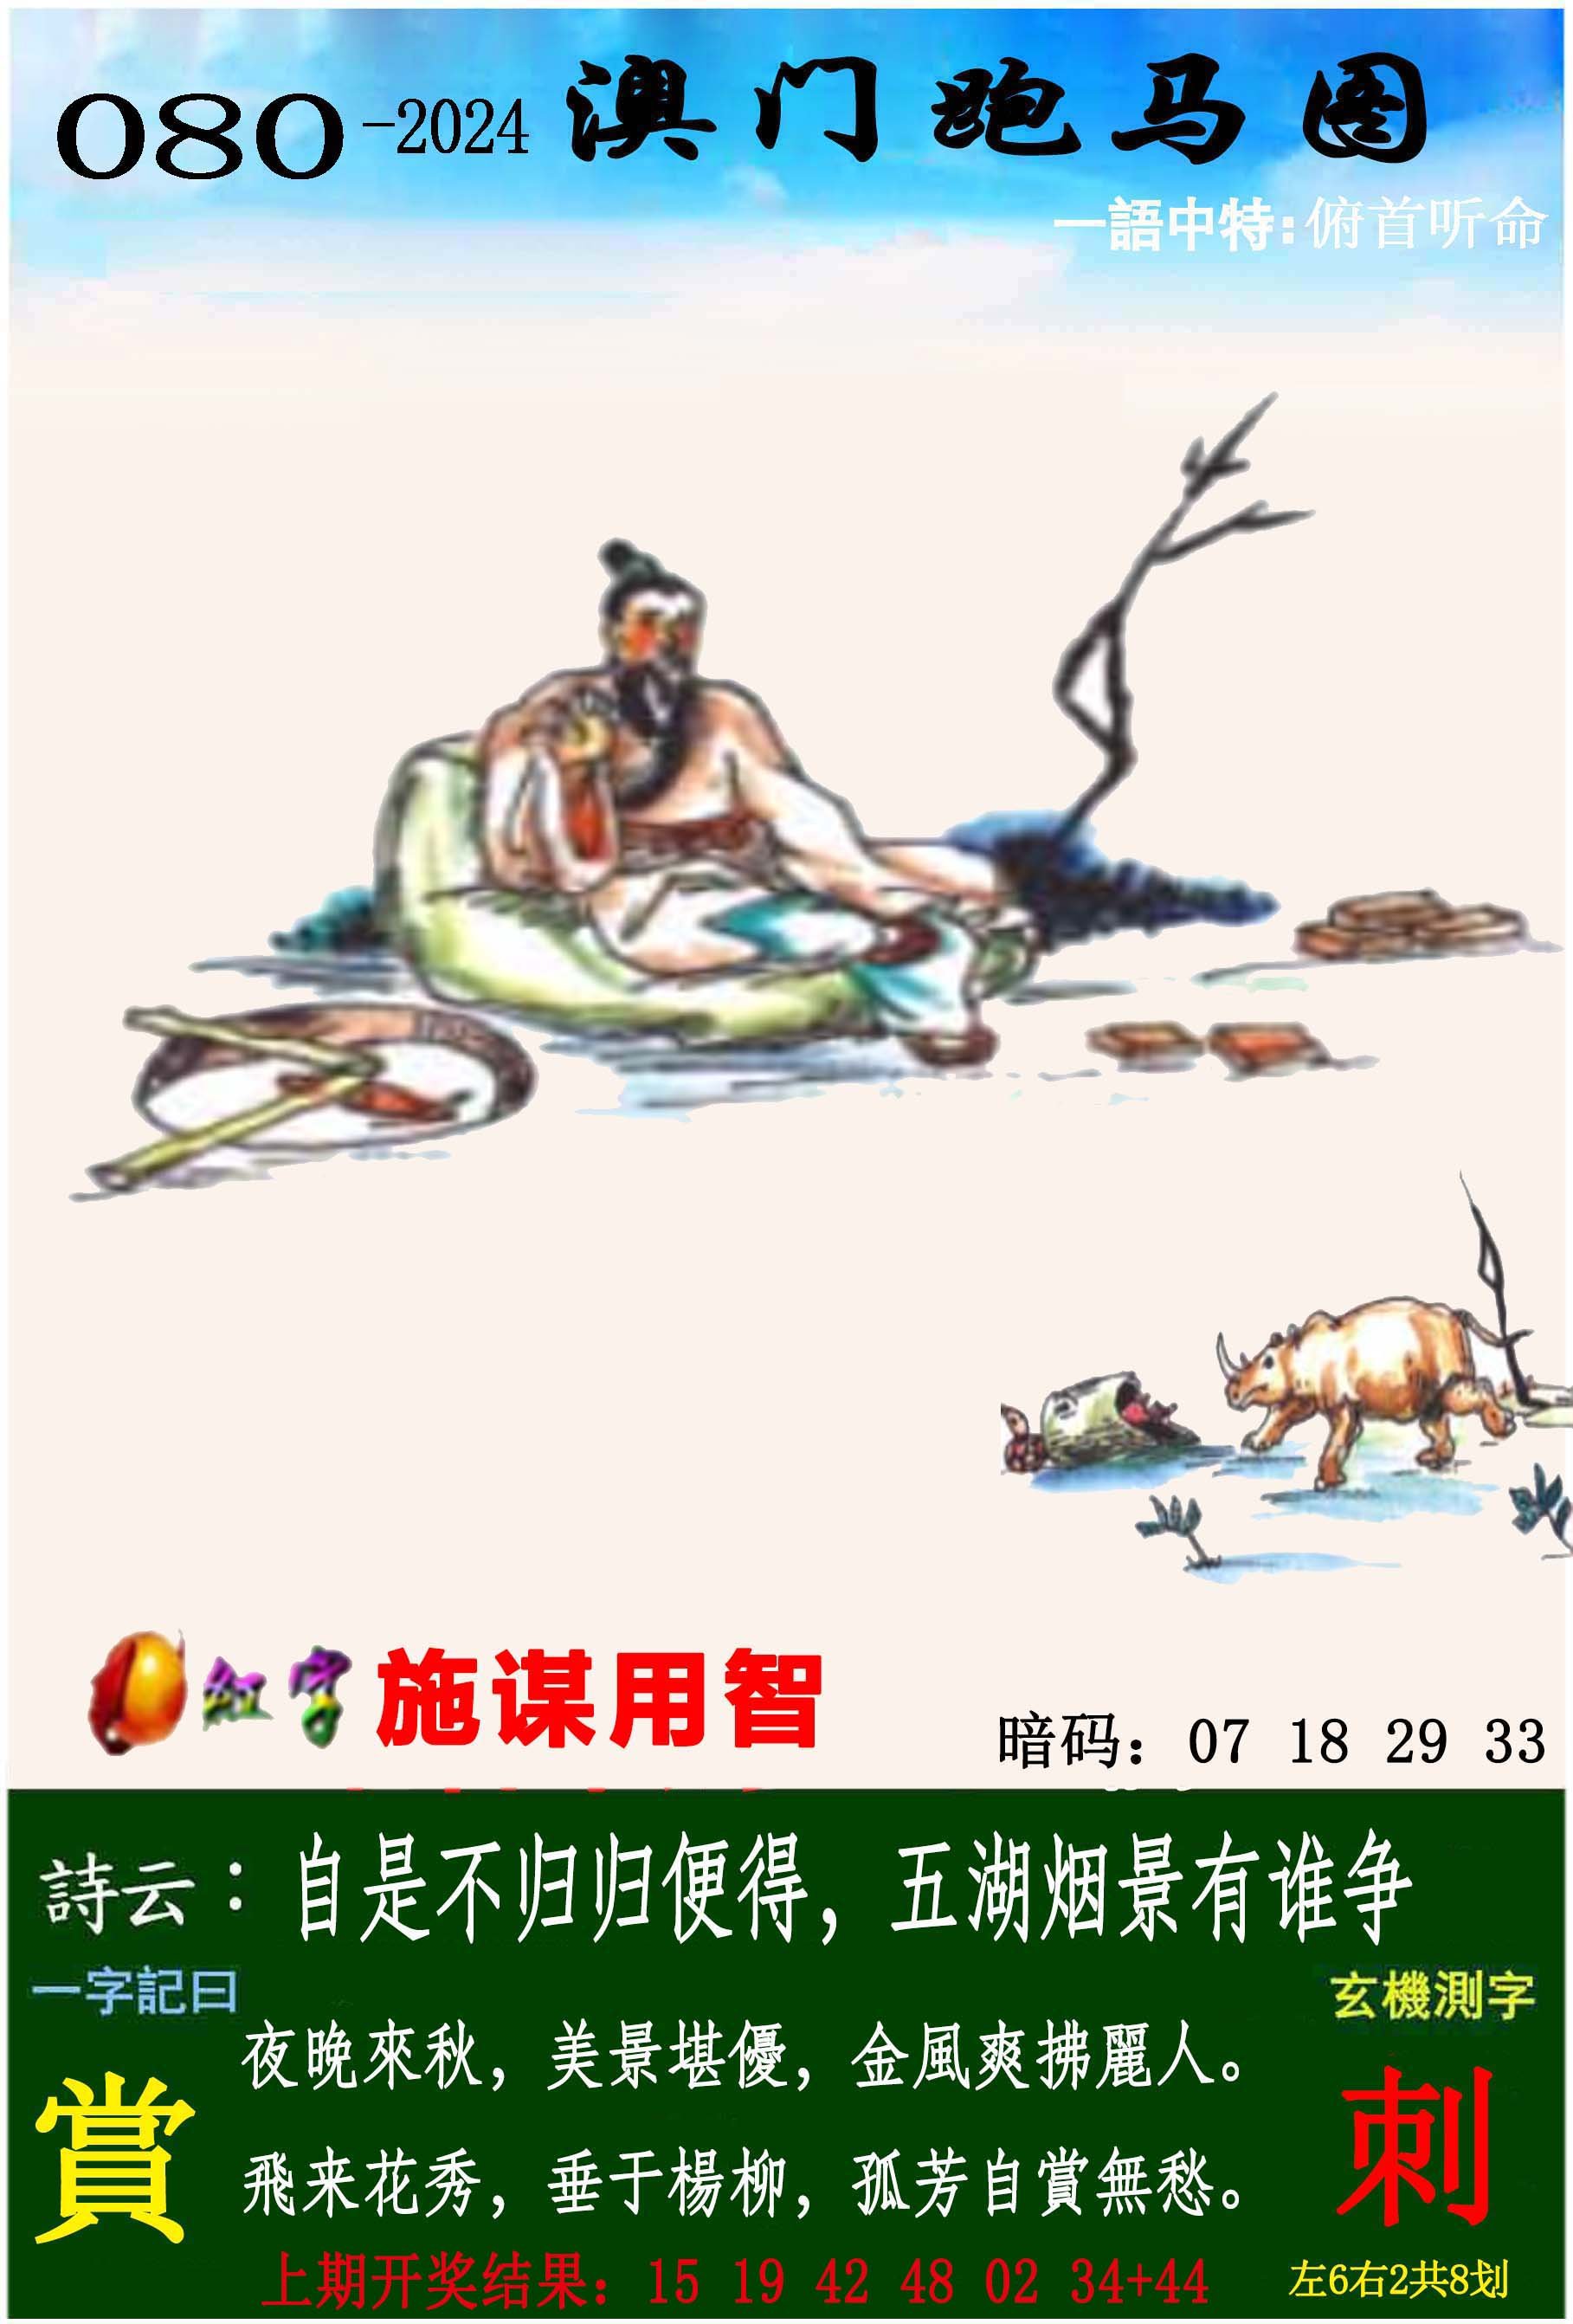 080-2024 澳门跑马图
一語中特:俯首听命
红字 施谋用智
暗码：07 18 29 33
詩云：自是不归归便得，五湖烟景有谁争
一字記曰
賞
夜晚來秋，美景堪優，金風爽拂麗人。
飛来花秀，垂于楊柳，孤芳自賞無愁。
玄機測字
刺
左6右2共8划
上期开奖结果：15 19 42 48 02 34+44